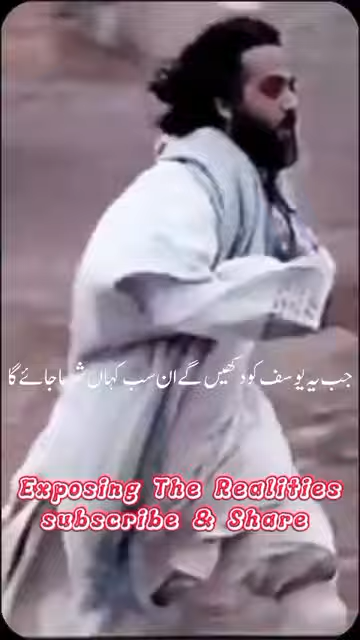 جب یہ یوسف کو دیکھیں گے ان سب کہاں جائے گا
Exposing The Realities
subscribe & Share